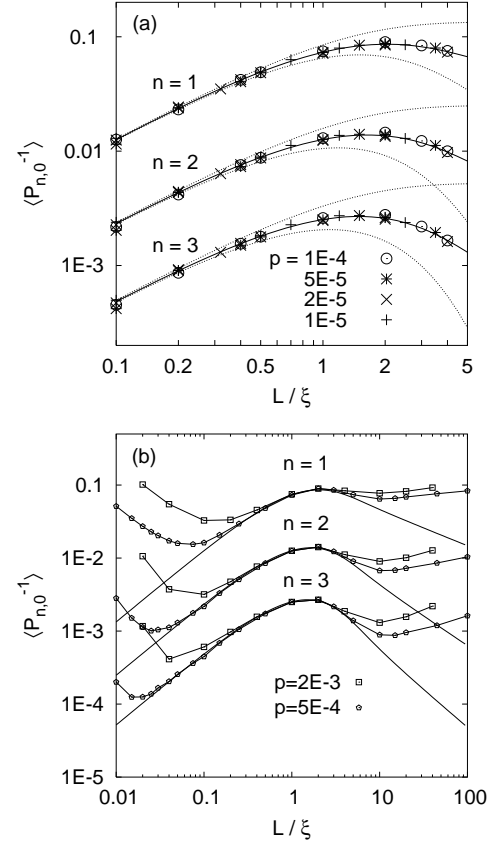 (a)
0.1
n = 1
0.01
n = 2
n = 3
1E-3
p = 1E-4
5E-5
2E-5
1E-5
⟨P_{n,0}^{-1}⟩
0.1 0.2 0.5 1 2 5
L / ξ
(b)
n = 1
0.1
n = 2
1E-2
n = 3
1E-3
1E-4
p=2E-3
p=5E-4
1E-5
⟨P_{n,0}^{-1}⟩
0.01 0.1 1 10 100
L / ξ